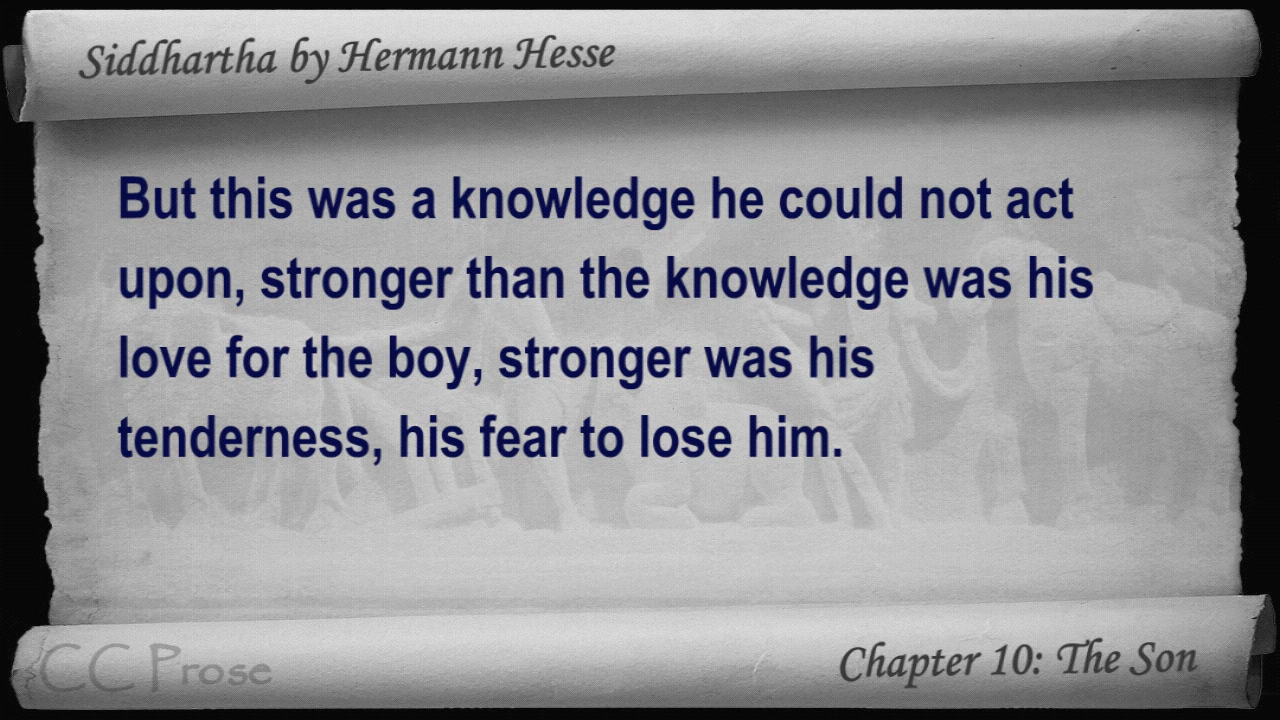 Siddhartha by Hermann Hesse
But this was a knowledge he could not act
upon, stronger than the knowledge was his
love for the boy, stronger was his
tenderness, his fear to lose him.
CC Prose
Chapter 10: The Son